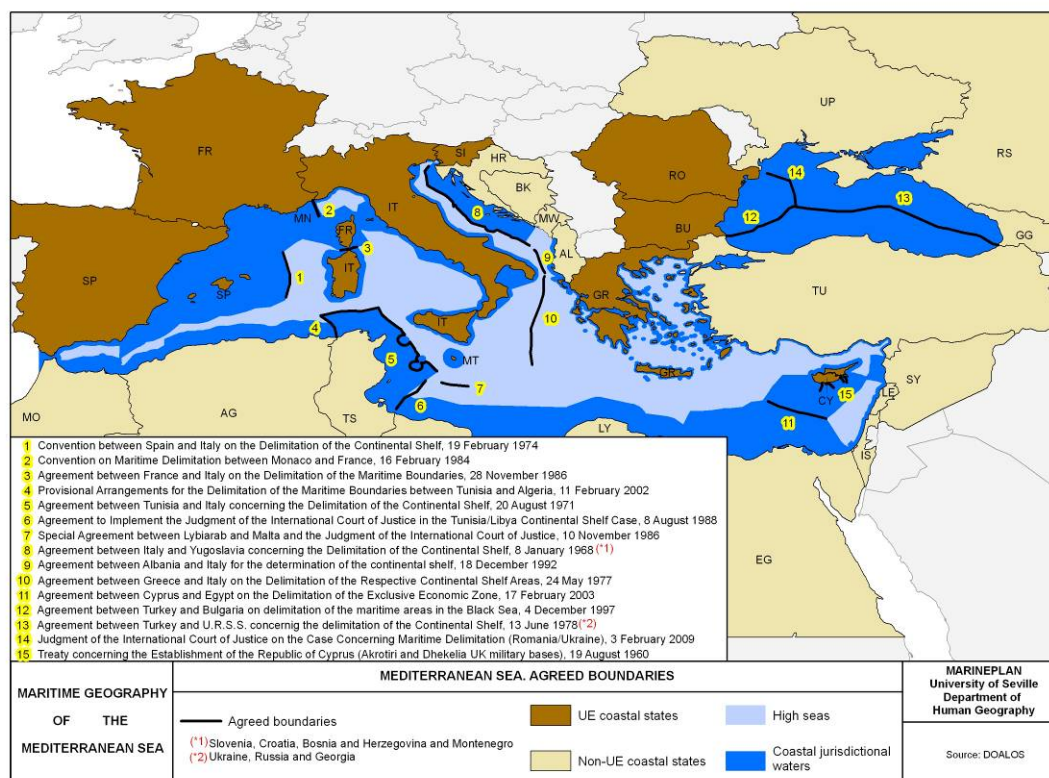 UP
FR
SI
HR
RS
RO
BK
14
MN
2
IT
8
13
12
MW
BU
GG
FR
3
9
AL
SP
1
IT
GR
TU
SP
10
4
IT
5
MT
GR
SY
7
CY
15
LE
MO
AG
TS
6
11
LY
IS
EG
1 Convention between Spain and Italy on the Delimitation of the Continental Shelf, 19 February 1974
2 Convention on Maritime Delimitation between Monaco and France, 16 February 1984
3 Agreement between France and Italy on the Delimitation of the Maritime Boundaries, 28 November 1986
4 Provisional Arrangements for the Delimitation of the Maritime Boundaries between Tunisia and Algeria, 11 February 2002
5 Agreement between Tunisia and Italy concerning the Delimitation of the Continental Shelf, 20 August 1971
6 Agreement to Implement the Judgment of the International Court of Justice in the Tunisia/Libya Continental Shelf Case, 8 August 1988
7 Special Agreement between Lybiarab and Malta and the Judgment of the International Court of Justice, 10 November 1986
8 Agreement between Italy and Yugoslavia concerning the Delimitation of the Continental Shelf, 8 January 1968 (*1)
9 Agreement between Albania and Italy for the determination of the continental shelf, 18 December 1992
10 Agreement between Greece and Italy on the Delimitation of the Respective Continental Shelf Areas, 24 May 1977
11 Agreement between Cyprus and Egypt on the Delimitation of the Exclusive Economic Zone, 17 February 2003
12 Agreement between Turkey and Bulgaria on delimitation of the maritime areas in the Black Sea, 4 December 1997
13 Agreement between Turkey and U.R.S.S. concernig the delimitation of the Continental Shelf, 13 June 1978 (*2)
14 Judgment of the International Court of Justice on the Case Concerning Maritime Delimitation (Romania/Ukraine), 3 February 2009
15 Treaty concerning the Establishment of the Republic of Cyprus (Akrotiri and Dhekelia UK military bases), 19 August 1960
MARITIME GEOGRAPHY
OF THE
MEDITERRANEAN SEA
MEDITERRANEAN SEA. AGREED BOUNDARIES
Agreed boundaries
(*1) Slovenia, Croatia, Bosnia and Herzegovina and Montenegro
(*2) Ukraine, Russia and Georgia
UE coastal states
Non-UE coastal states
High seas
Coastal jurisdictional
waters
MARINEPLAN
University of Seville
Department of
Human Geography
Source: DOALOS